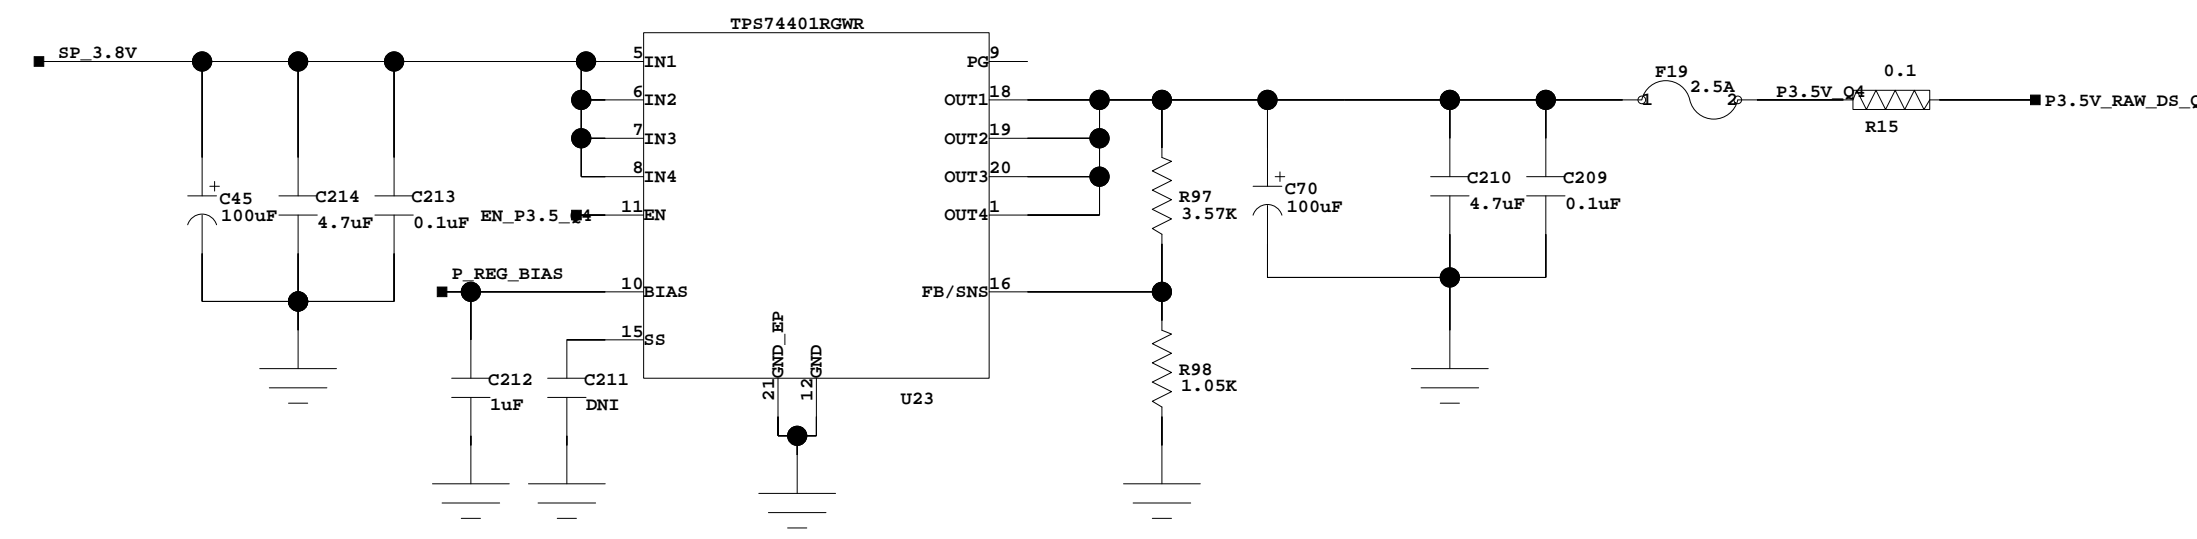 TPS74401RGWR
SP_3.8V
5 IN1
6 IN2
7 IN3
8 IN4
EN_P3.5_Q4 11 EN
P_REG_BIAS
10 BIAS
15 SS
PG 9
OUT1 18
OUT2 19
OUT3 20
OUT4 1
FB/SNS 16
GND_EP 21
GND 12
U23
+ C45
100uF
C214
4.7uF
C213
0.1uF
C212
1uF
C211
DNI
R97
3.57K
R98
1.05K
+ C70
100uF
C210
4.7uF
C209
0.1uF
F19
1 2.5A 2
P3.5V_Q4
0.1
R15
P3.5V_RAW_DS_